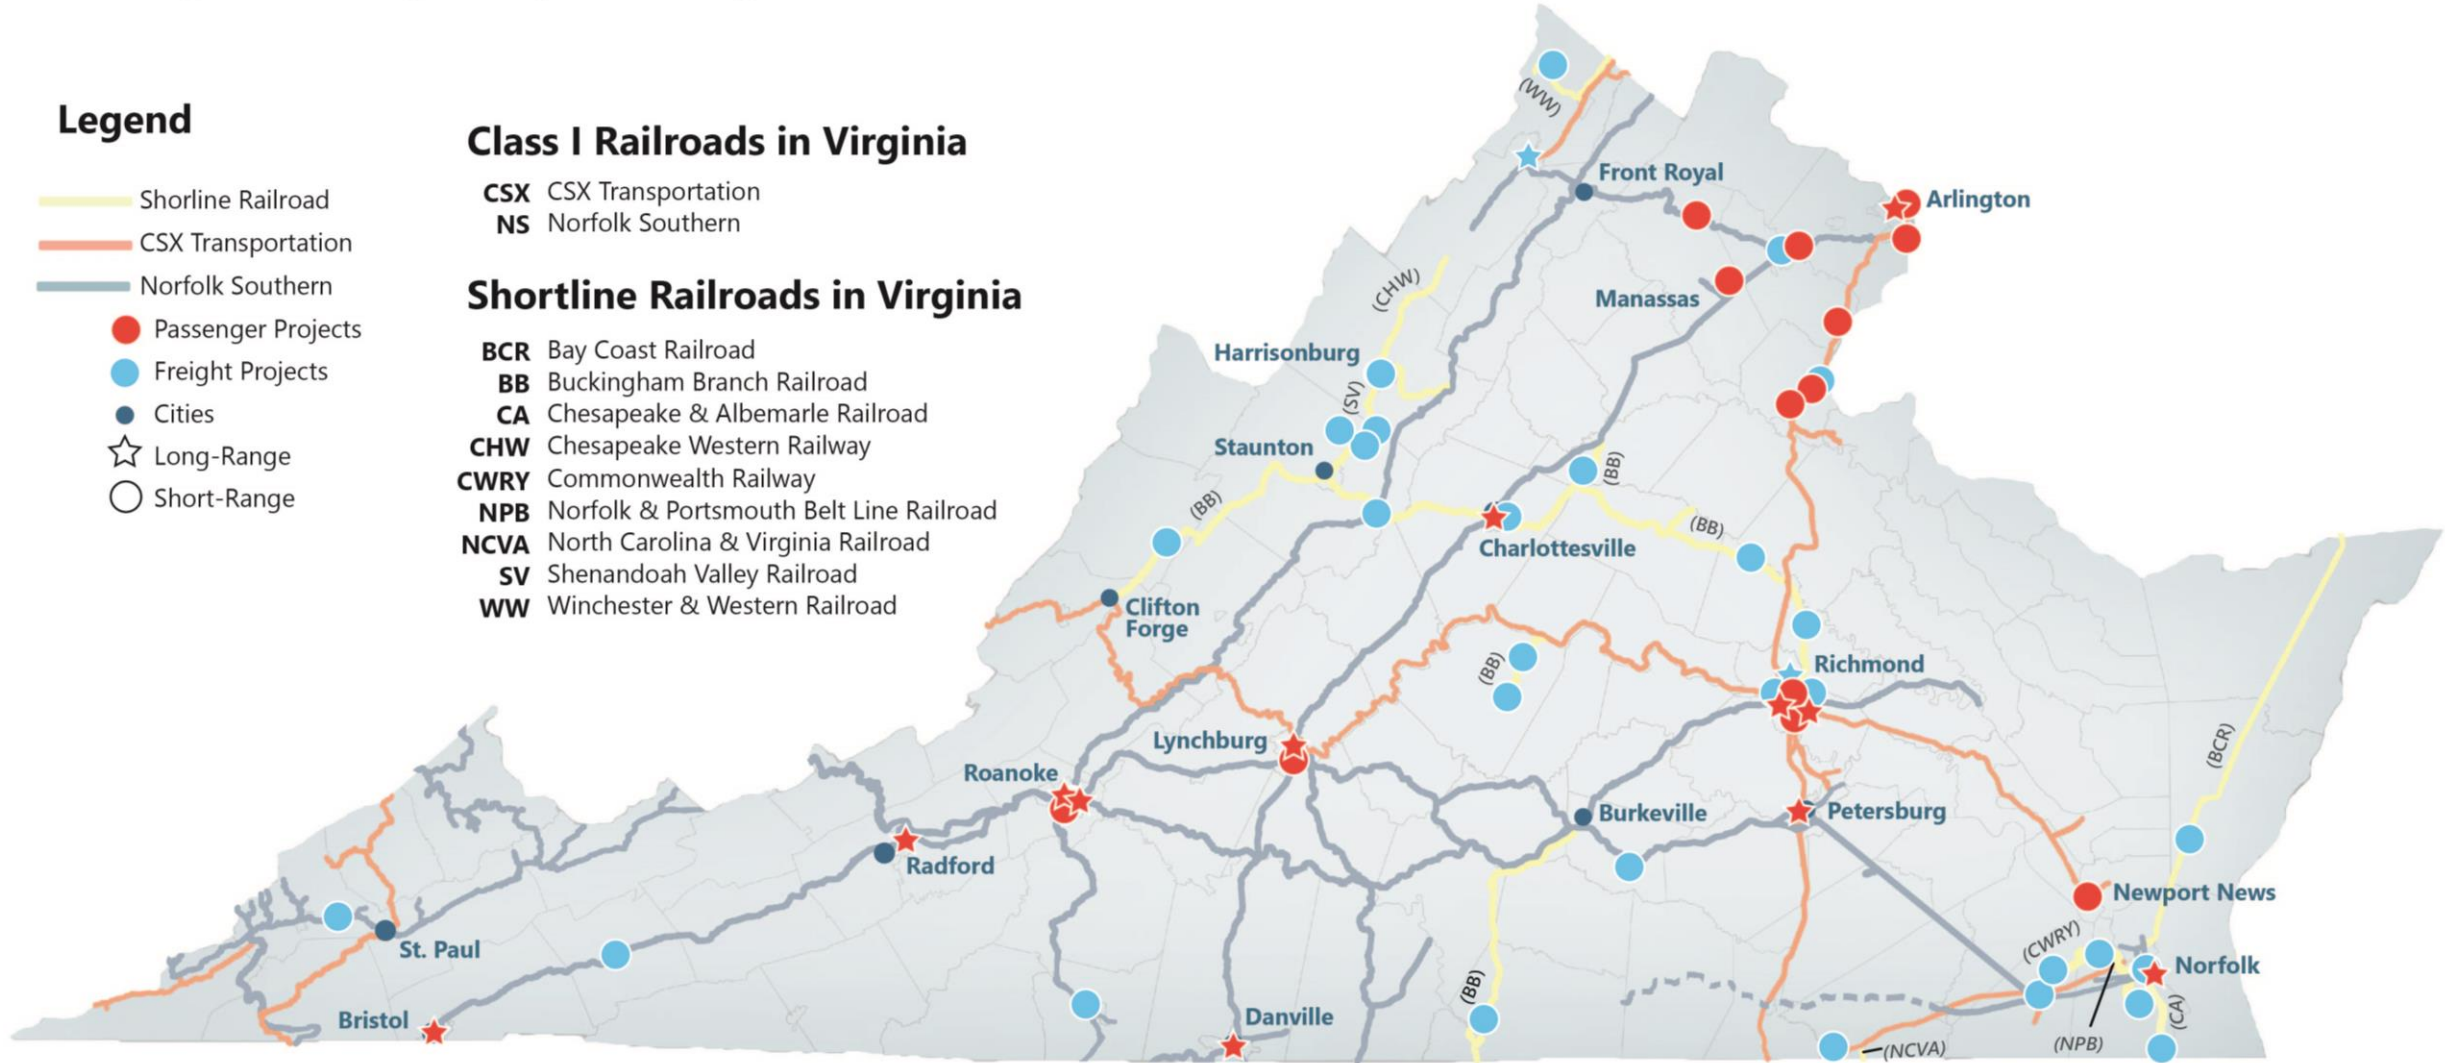 Legend
Shorline Railroad
CSX Transportation
Norfolk Southern
Passenger Projects
Freight Projects
Cities
Long-Range
Short-Range
Class I Railroads in Virginia
CSX CSX Transportation
NS Norfolk Southern
Shortline Railroads in Virginia
BCR Bay Coast Railroad
BB Buckingham Branch Railroad
CA Chesapeake & Albemarle Railroad
CHW Chesapeake Western Railway
CWRY Commonwealth Railway
NPB Norfolk & Portsmouth Belt Line Railroad
NCVA North Carolina & Virginia Railroad
SV Shenandoah Valley Railroad
WW Winchester & Western Railroad
(WW)
Front Royal
Arlington
(CHW)
Manassas
Harrisonburg
(SV)
Staunton
(BB)
(BB)
(BB)
Charlottesville
Clifton
Forge
(BB)
Richmond
Lynchburg
(BCR)
Roanoke
Burkeville
Petersburg
Radford
Newport News
St. Paul
(CWRY)
Norfolk
(BB)
Bristol
Danville
(CA)
(NCVA)
(NPB)